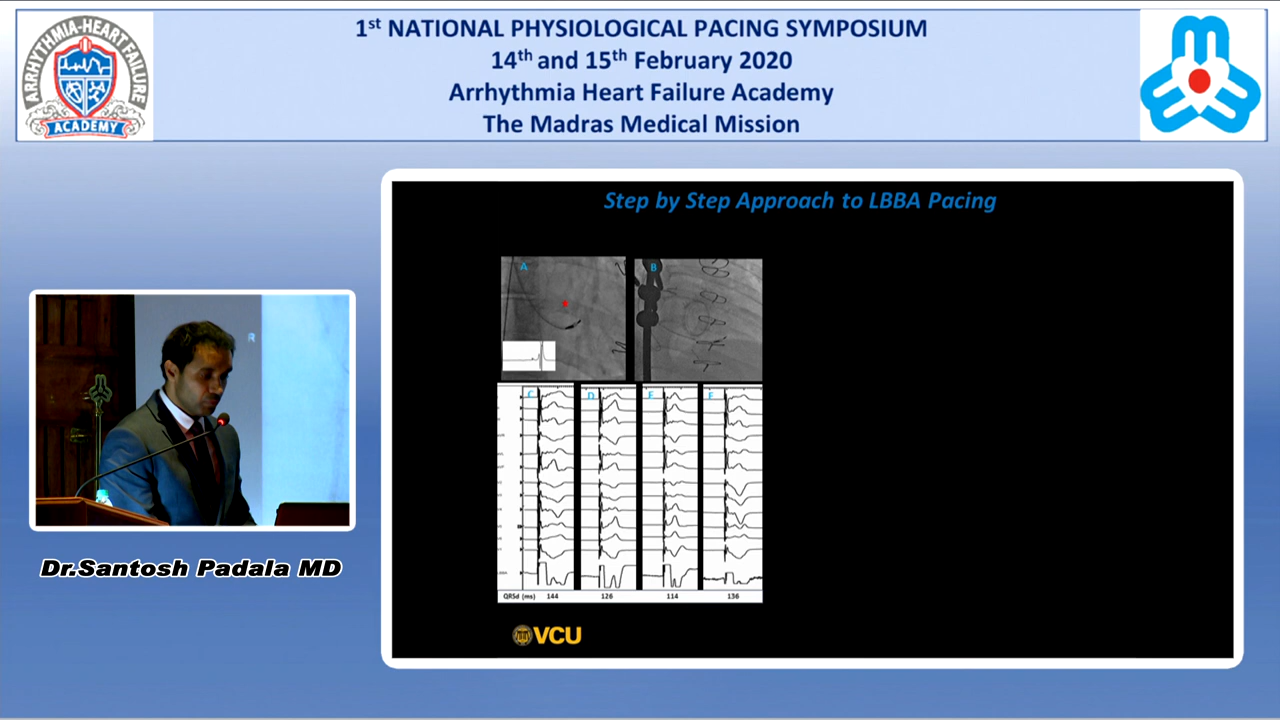 1st NATIONAL PHYSIOLOGICAL PACING SYMPOSIUM
14th and 15th February 2020
Arrhythmia Heart Failure Academy
The Madras Medical Mission
ARRHYTHMIA-HEART FAILURE
ACADEMY
Step by Step Approach to LBBA Pacing
A
B
C
D
E
F
QRSd (ms) 144 126 114 136
VCU
R
Dr.Santosh Padala MD